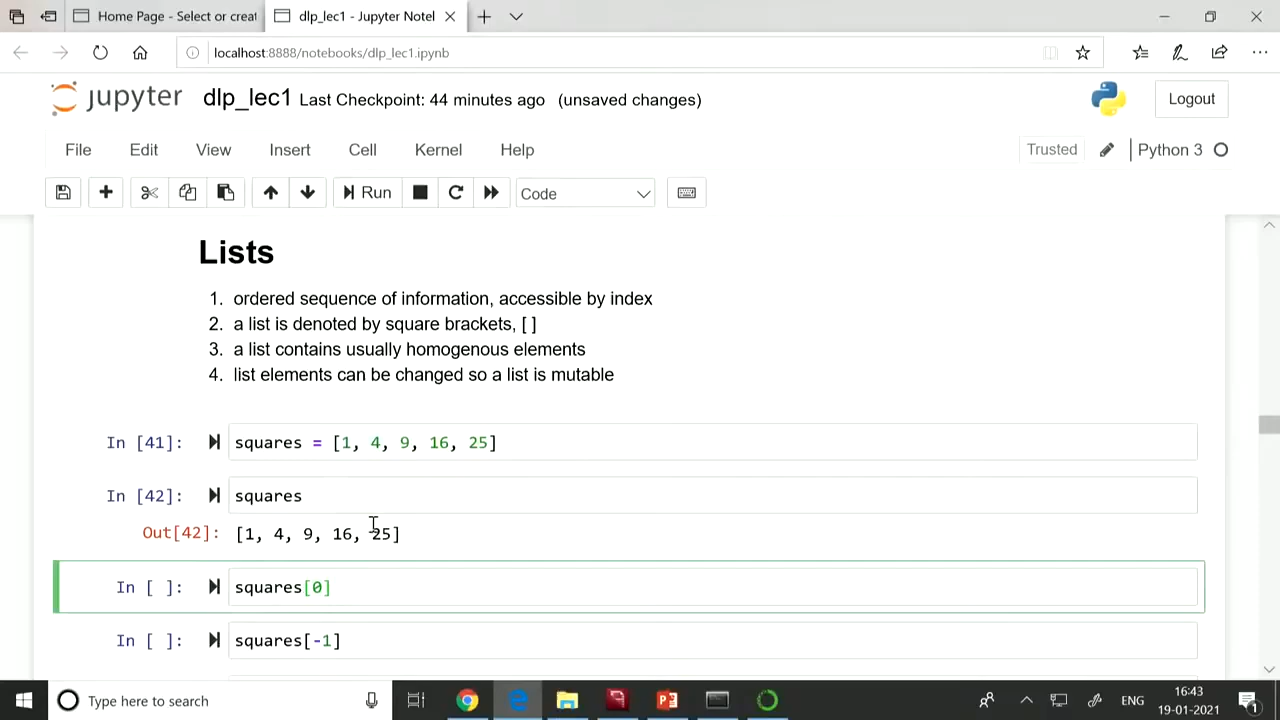 Home Page - Select or creat
dlp_lec1 - Jupyter Notel
localhost:8888/notebooks/dlp_lec1.ipynb
jupyter dlp_lec1 Last Checkpoint: 44 minutes ago (unsaved changes)
Logout
File Edit View Insert Cell Kernel Help
Trusted Python 3
Run Code
Lists
1. ordered sequence of information, accessible by index
2. a list is denoted by square brackets, [ ]
3. a list contains usually homogenous elements
4. list elements can be changed so a list is mutable
In [41]: squares = [1, 4, 9, 16, 25]
In [42]: squares
Out[42]: [1, 4, 9, 16, 25]
In [ ]: squares[0]
In [ ]: squares[-1]
Type here to search
ENG
16:43
19-01-2021
1